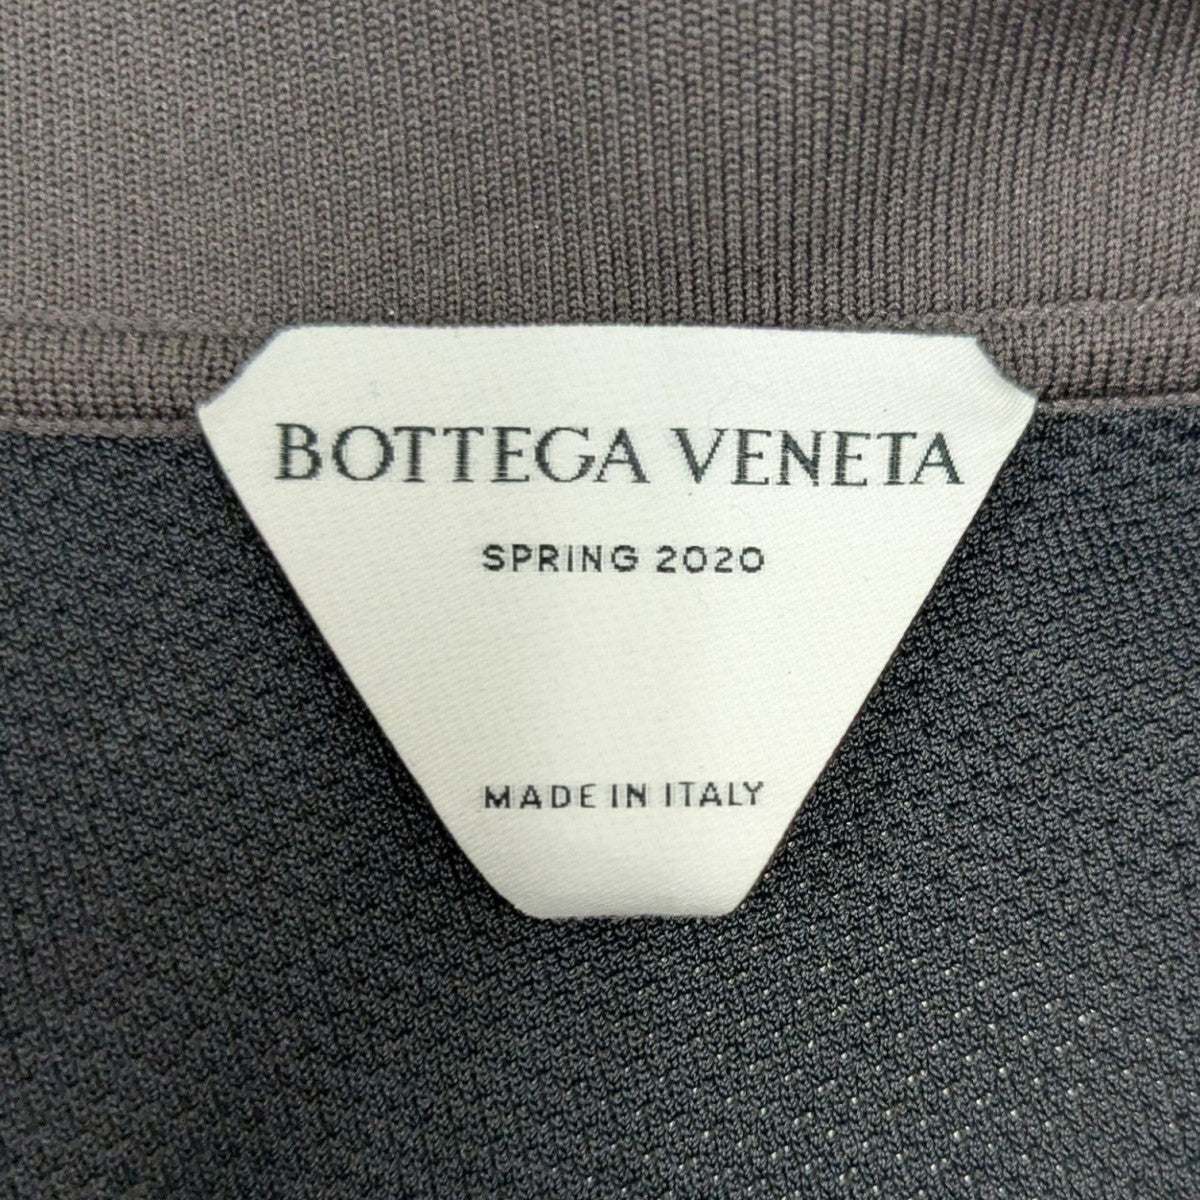 BOTTEGA VENETA
SPRING 2020
MADE IN ITALY